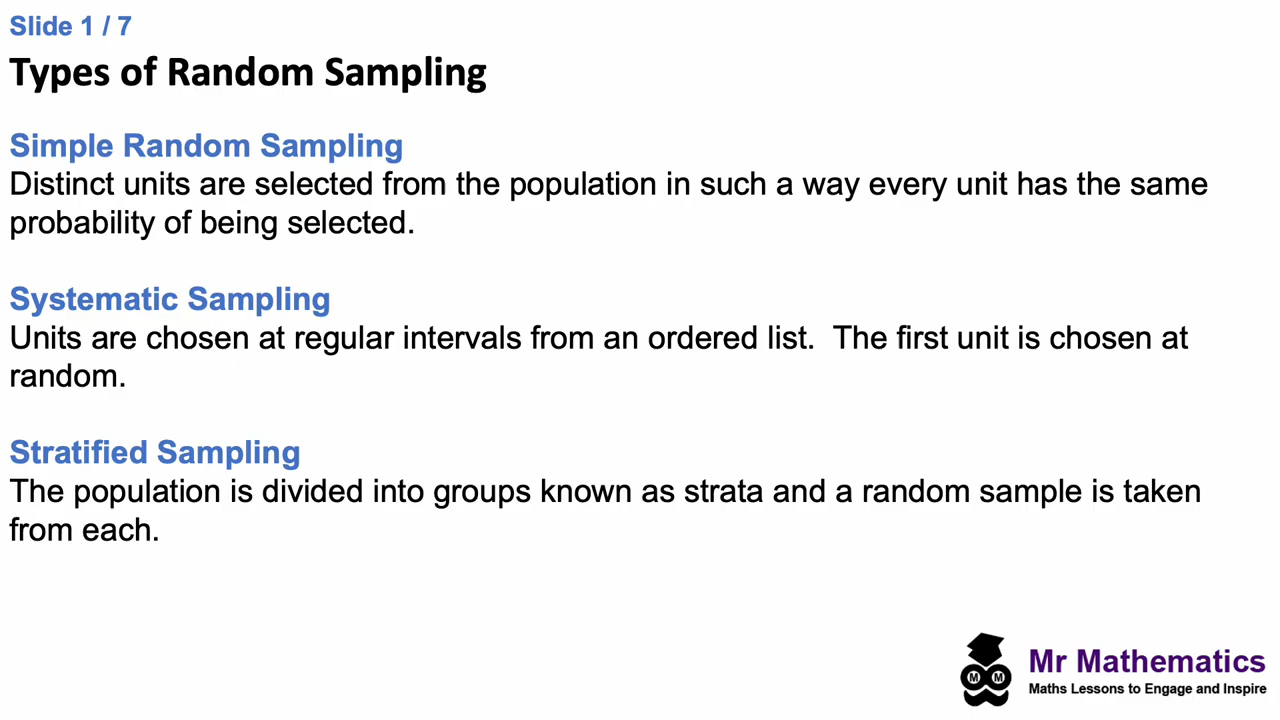 Slide 1 / 7
Types of Random Sampling
Simple Random Sampling
Distinct units are selected from the population in such a way every unit has the same
probability of being selected.
Systematic Sampling
Units are chosen at regular intervals from an ordered list.  The first unit is chosen at
random.
Stratified Sampling
The population is divided into groups known as strata and a random sample is taken
from each.
M M
Mr Mathematics
Maths Lessons to Engage and Inspire